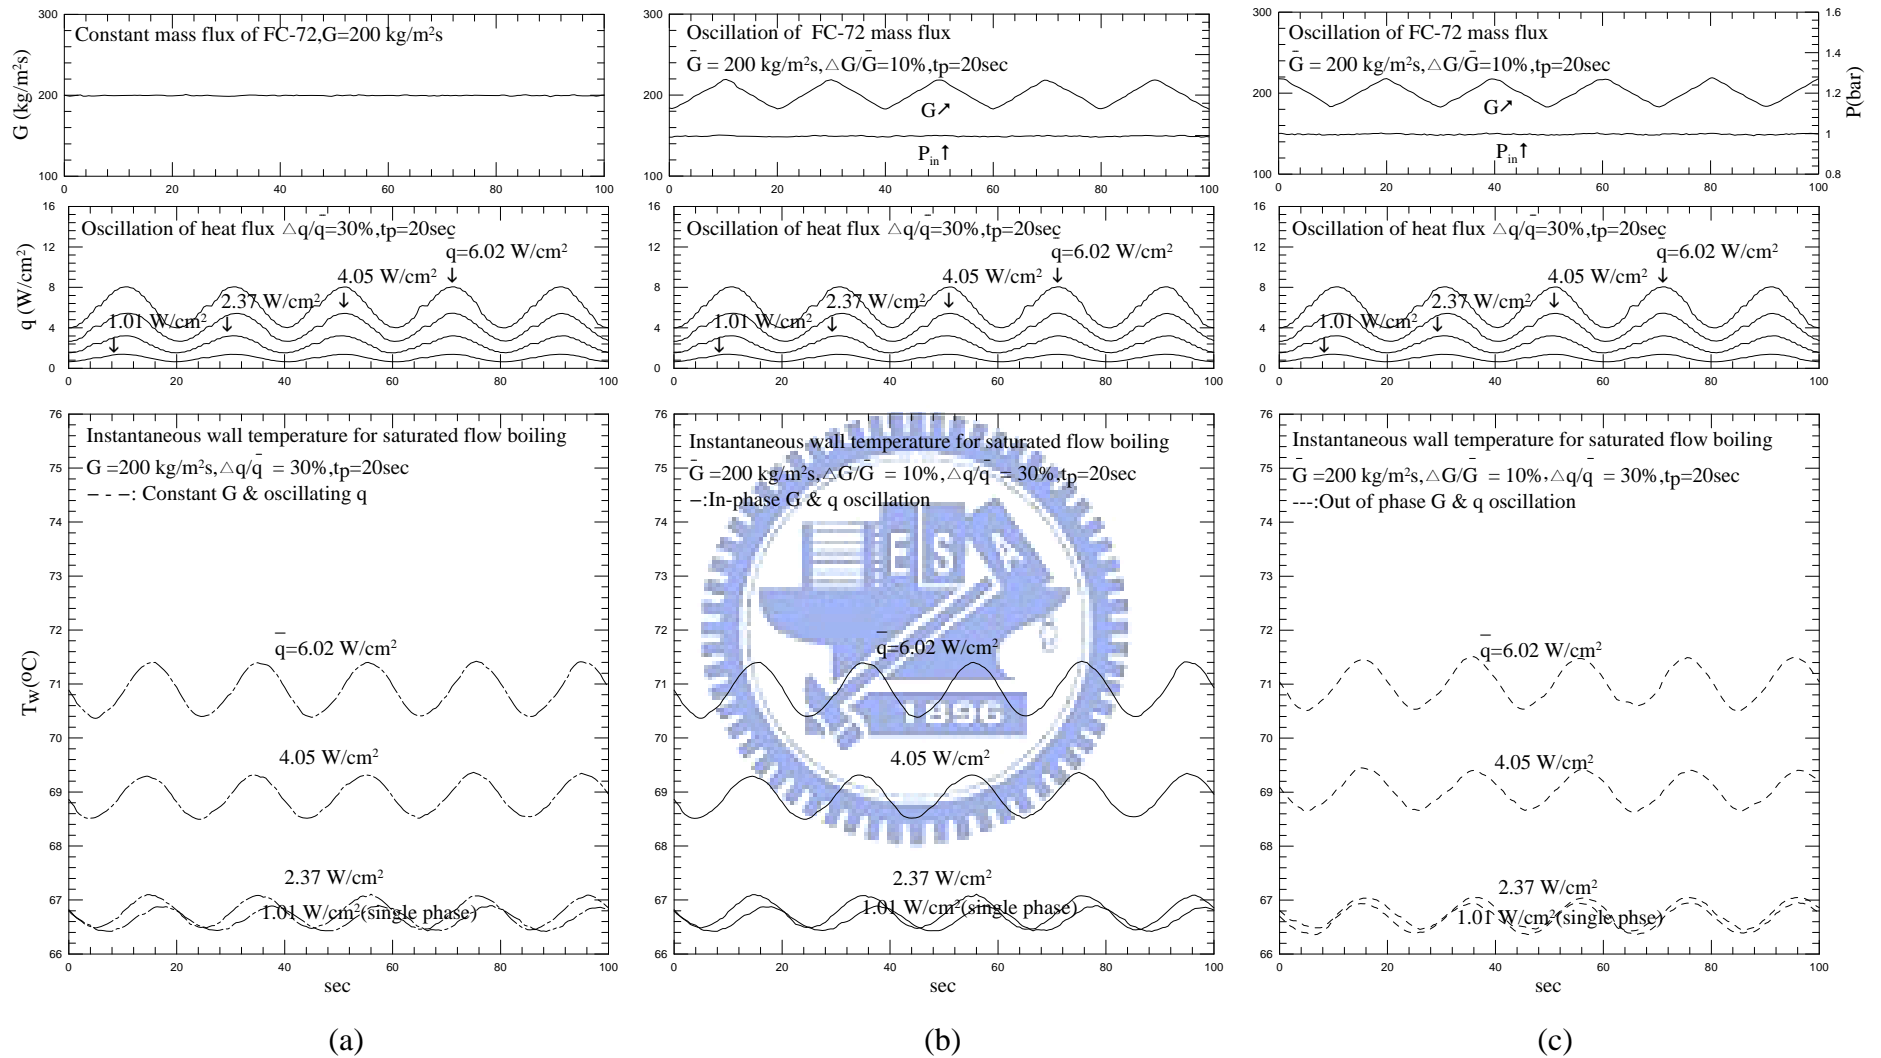 300
250
200
150
100
G (kg/m²s)
Constant mass flux of FC-72,G=200 kg/m²s
0 20 40 60 80 100
16
12
8
4
0
q (W/cm²)
Oscillation of heat flux △q/q̄=30%,tp=20sec
q̄=6.02 W/cm²
4.05 W/cm²
2.37 W/cm²
1.01 W/cm²
0 20 40 60 80 100
76
75
74
73
72
71
70
69
68
67
66
Tw(oC)
Instantaneous wall temperature for saturated flow boiling
G =200 kg/m²s,△q/q̄ = 30%,tp=20sec
– - –: Constant G & oscillating q
q̄=6.02 W/cm²
4.05 W/cm²
2.37 W/cm²
1.01 W/cm²(single phase)
0 20 40 60 80 100
sec
(a)
300
250
200
150
100
Oscillation of FC-72 mass flux
Ḡ = 200 kg/m²s,△G/Ḡ=10%,tp=20sec
G↗
Pin↑
0 20 40 60 80 100
16
12
8
4
0
Oscillation of heat flux △q/q̄=30%,tp=20sec
q̄=6.02 W/cm²
4.05 W/cm²
2.37 W/cm²
1.01 W/cm²
0 20 40 60 80 100
76
75
74
73
72
71
70
69
68
67
66
Instantaneous wall temperature for saturated flow boiling
Ḡ =200 kg/m²s,△G/Ḡ = 10%,△q/q̄ = 30%,tp=20sec
–:In-phase G & q oscillation
E S A
1896
q̄=6.02 W/cm²
4.05 W/cm²
2.37 W/cm²
1.01 W/cm²(single phase)
0 20 40 60 80 100
sec
(b)
300
250
200
150
100
Oscillation of FC-72 mass flux
Ḡ = 200 kg/m²s,△G/Ḡ=10%,tp=20sec
G↗
Pin↑
1.6
1.4
1.2
1
0.8
P(bar)
0 20 40 60 80 100
16
12
8
4
0
Oscillation of heat flux △q/q̄=30%,tp=20sec
q̄=6.02 W/cm²
4.05 W/cm²
2.37 W/cm²
1.01 W/cm²
0 20 40 60 80 100
76
75
74
73
72
71
70
69
68
67
66
Instantaneous wall temperature for saturated flow boiling
Ḡ =200 kg/m²s,△G/Ḡ = 10%,△q/q̄ = 30%,tp=20sec
---:Out of phase G & q oscillation
q̄=6.02 W/cm²
4.05 W/cm²
2.37 W/cm²
1.01 W/cm²(single phse)
0 20 40 60 80 100
sec
(c)